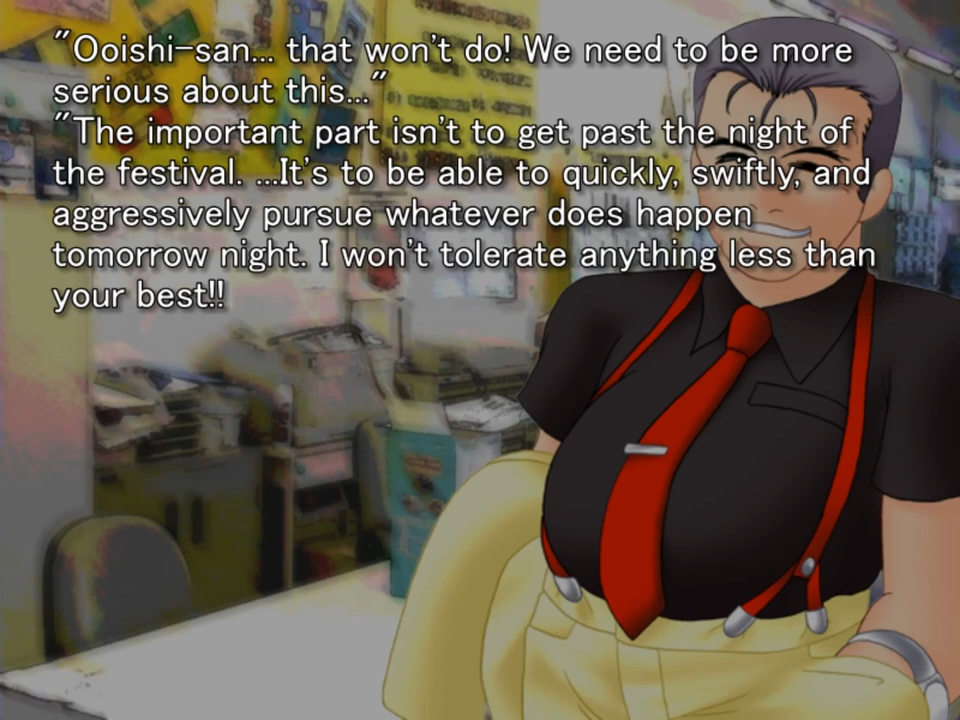 "Ooishi-san... that won't do! We need to be more
serious about this..."
"The important part isn't to get past the night of
the festival. ...It's to be able to quickly, swiftly, and
aggressively pursue whatever does happen
tomorrow night. I won't tolerate anything less than
your best!!